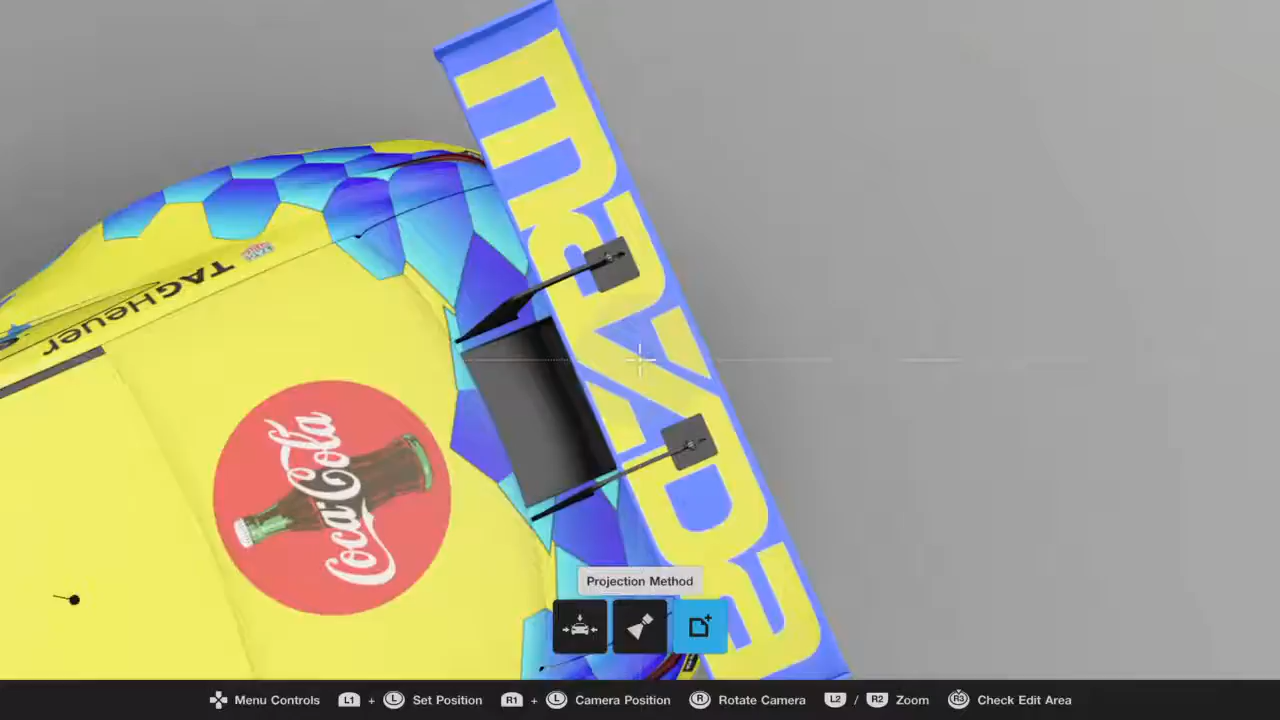 mazda
TAGHeuer
Coca-Cola
Projection Method
Menu Controls L1 + L Set Position R1 + L Camera Position R Rotate Camera L2 / R2 Zoom R3 Check Edit Area